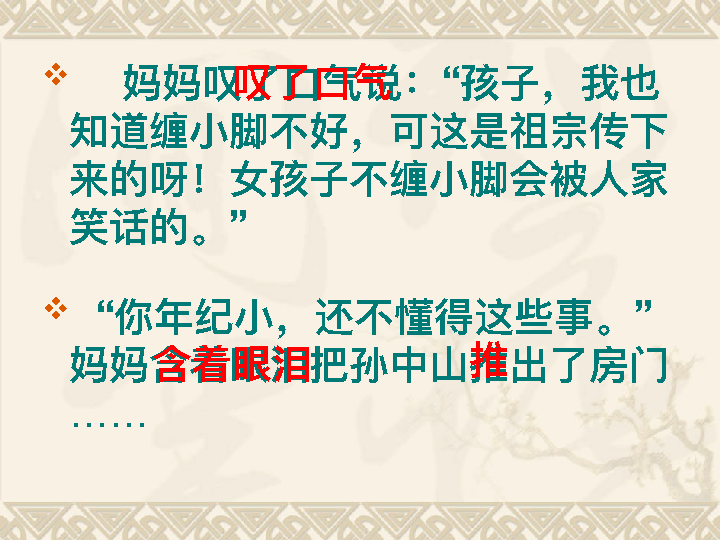 妈妈叹了口气说：“孩子，我也
知道缠小脚不好，可这是祖宗传下
来的呀！女孩子不缠小脚会被人家
笑话的。”
“你年纪小，还不懂得这些事。”
妈妈含着眼泪把孙中山推出了房门
……